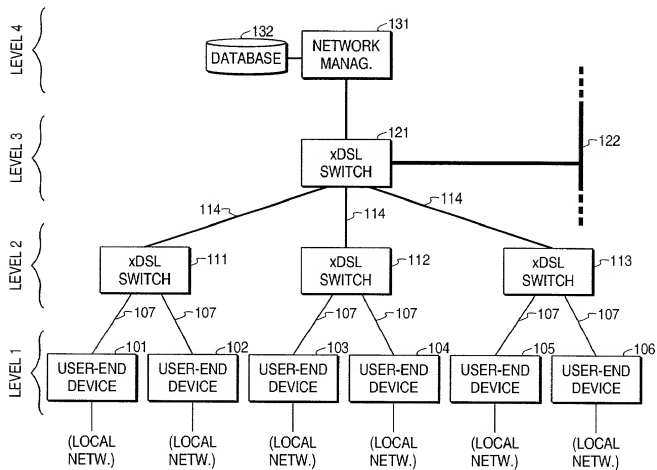 LEVEL 4
132
131
DATABASE
NETWORK
MANAG.
LEVEL 3
121
xDSL
SWITCH
122
114
114
114
LEVEL 2
xDSL
SWITCH
111
xDSL
SWITCH
112
xDSL
SWITCH
113
107
107
107
107
107
107
LEVEL 1
101
102
103
104
105
106
USER-END
DEVICE
USER-END
DEVICE
USER-END
DEVICE
USER-END
DEVICE
USER-END
DEVICE
USER-END
DEVICE
(LOCAL
NETW.)
(LOCAL
NETW.)
(LOCAL
NETW.)
(LOCAL
NETW.)
(LOCAL
NETW.)
(LOCAL
NETW.)